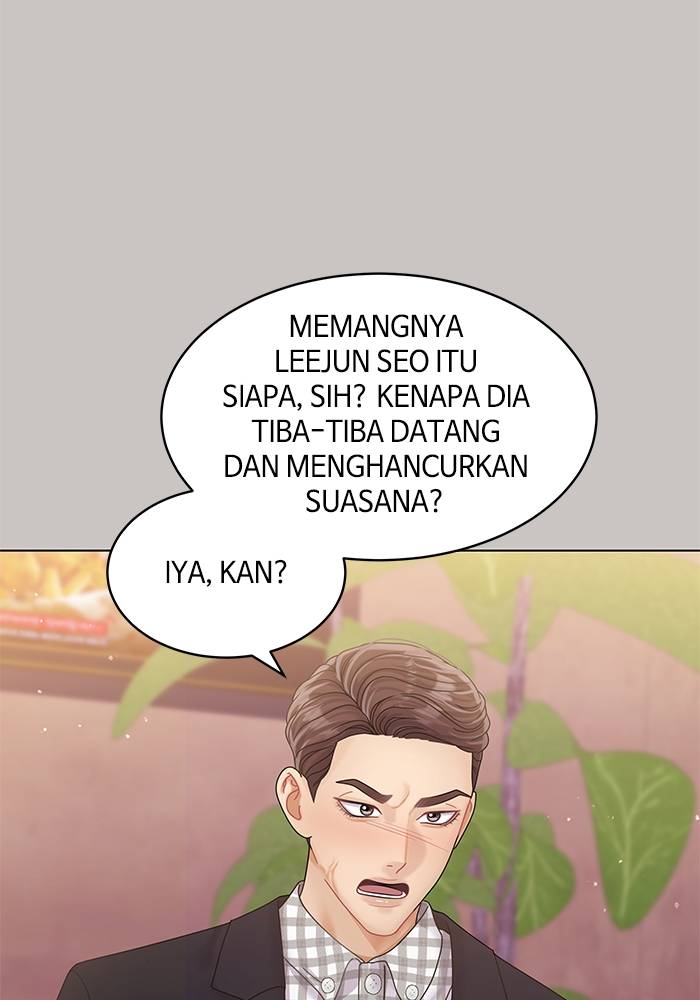 MEMANGNYA
LEEJUN SEO ITU
SIAPA, SIH? KENAPA DIA
TIBA-TIBA DATANG
DAN MENGHANCURKAN
SUASANA?
IYA, KAN?